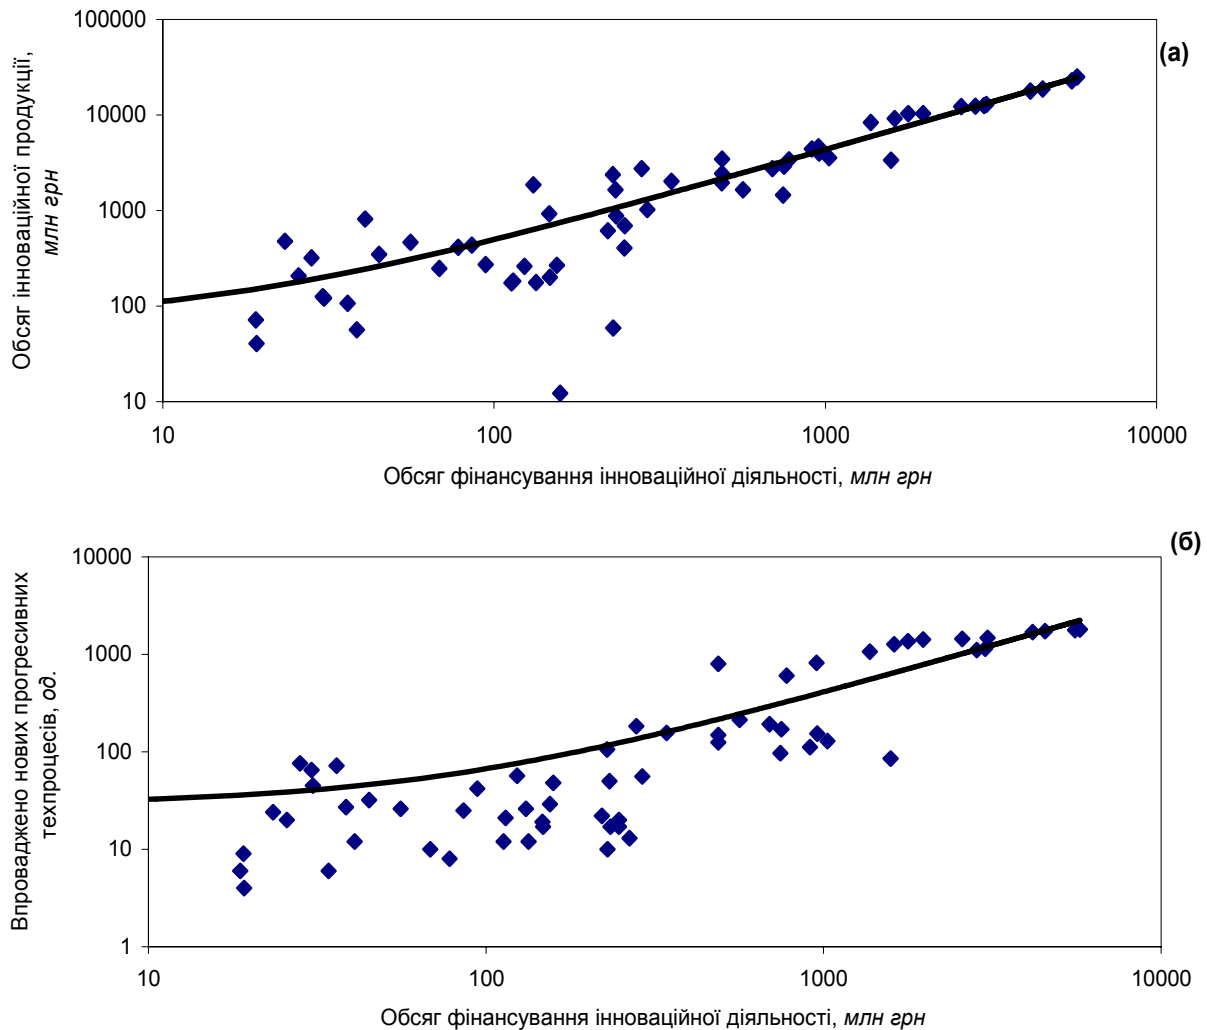 (а)
100000
10000
1000
100
10
Обсяг інноваційної продукції,
млн грн
10 100 1000 10000
Обсяг фінансування інноваційної діяльності, млн грн
(б)
10000
1000
100
10
1
Впроваджено нових прогресивних
техпроцесів, од.
10 100 1000 10000
Обсяг фінансування інноваційної діяльності, млн грн